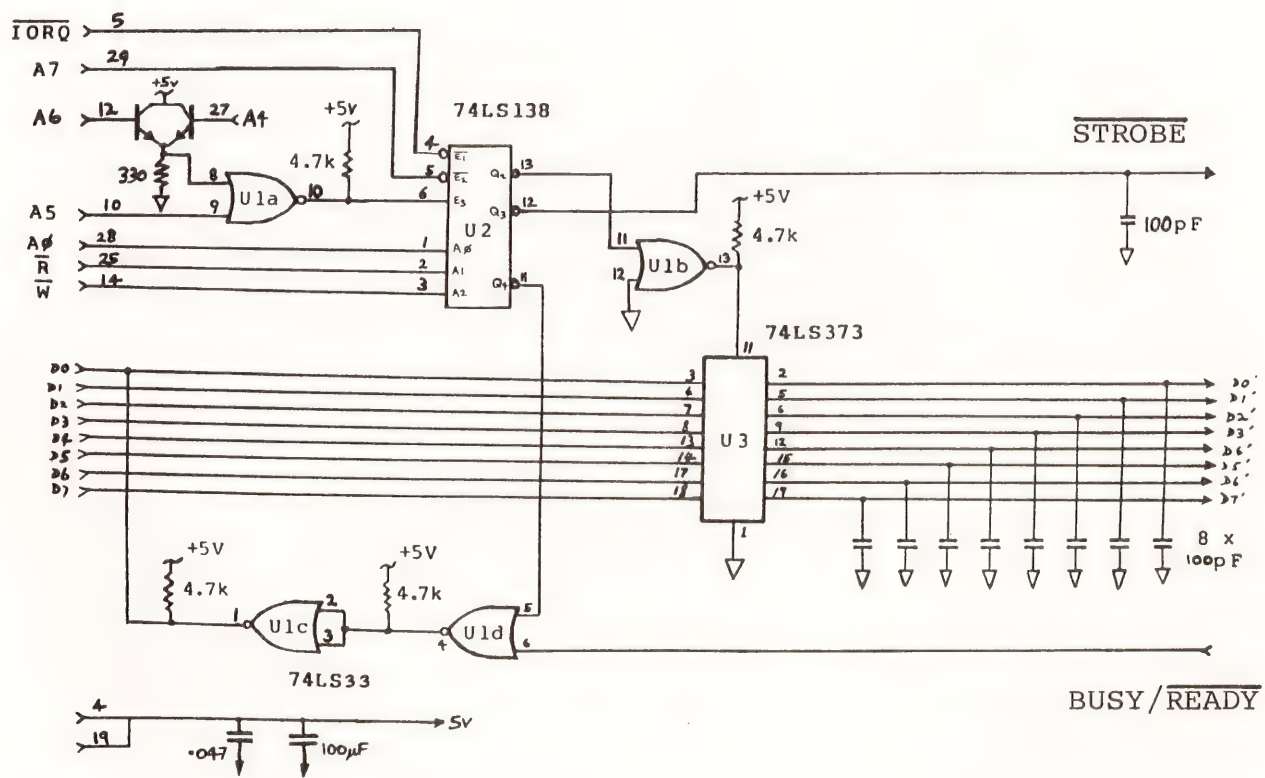 IORQ 5
A7 29
+5v
A6 12 27 A4
330
8
9
U1a
10
+5V
4.7k
A5 10
AØ 28
R 25
W 14
74LS138
4 E1
5 E2
6 E3
U2
1 AØ
2 A1
3 A2
Q2 13
Q3 12
Q4 11
STROBE
100pF
+5V
4.7k
11
12
U1b
13
74LS373
11
D0 3 2 D0'
D1 4 5 D1'
D2 7 6 D2'
D3 8 9 D3'
D4 13 12 D6'
D5 14 15 D5'
D6 17 16 D6'
D7 18 19 D7'
U3
1
8 x
100pF
+5V
4.7k
+5V
4.7k
1
U1c
2
3
4
U1d
5
6
74LS33
BUSY/READY
4
19
5V
.047
100µF